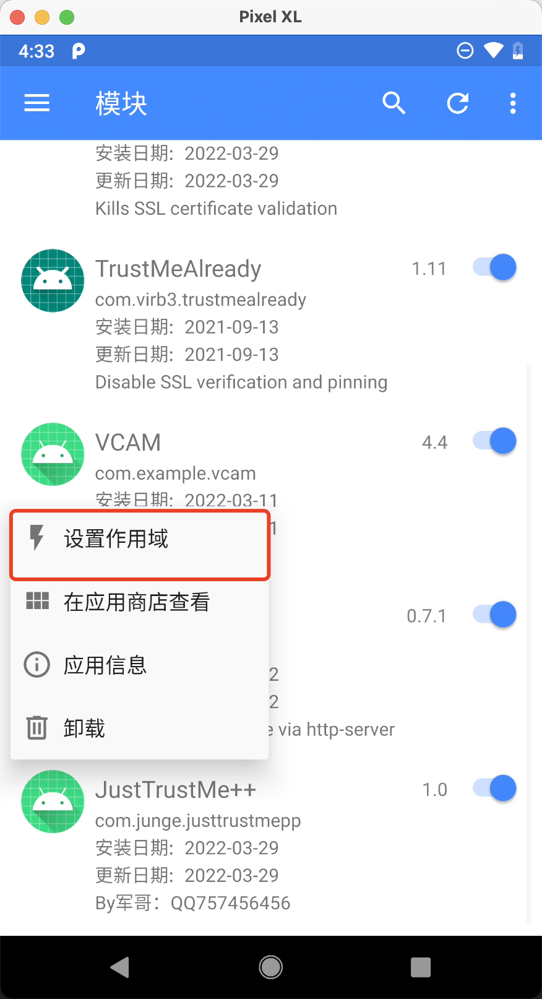 Pixel XL
4:33
模块
安装日期：2022-03-29
更新日期：2022-03-29
Kills SSL certificate validation
TrustMeAlready
1.11
com.virb3.trustmealready
安装日期：2021-09-13
更新日期：2021-09-13
Disable SSL verification and pinning
VCAM
4.4
com.example.vcam
安装日期：2022-03-11
1
设置作用域
在应用商店查看
0.7.1
应用信息
2
2
卸载
e via http-server
JustTrustMe++
1.0
com.junge.justtrustmepp
安装日期：2022-03-29
更新日期：2022-03-29
By军哥：QQ757456456